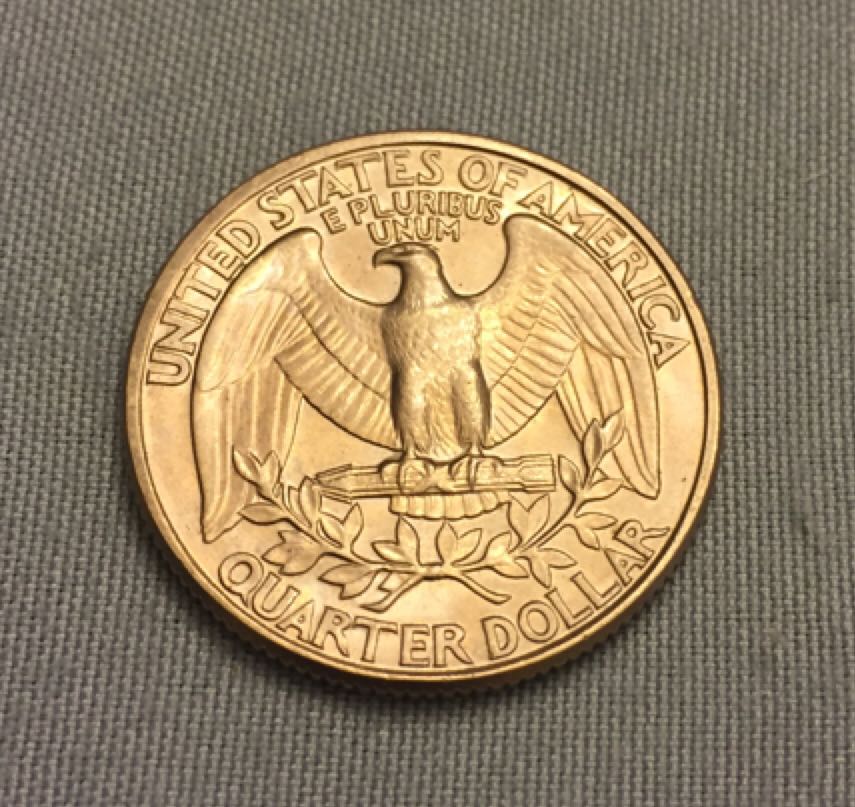 UNITED STATES OF AMERICA
E PLURIBUS
UNUM
QUARTER DOLLAR